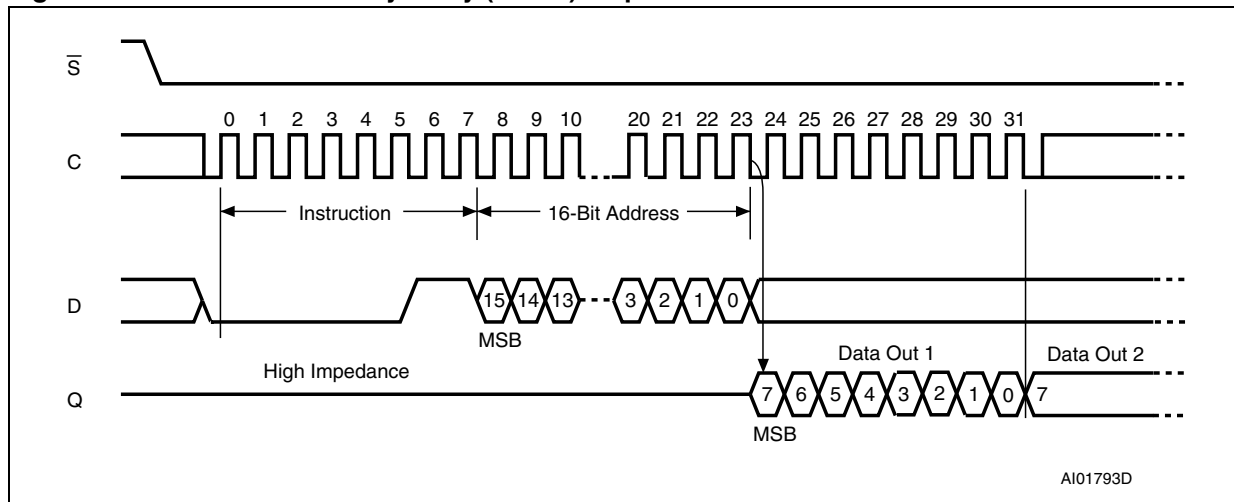 S
0 1 2 3 4 5 6 7 8 9 10 20 21 22 23 24 25 26 27 28 29 30 31
C
Instruction 16-Bit Address
D 15 14 13 3 2 1 0
MSB
High Impedance Data Out 1 Data Out 2
Q 7 6 5 4 3 2 1 0 7
MSB
AI01793D